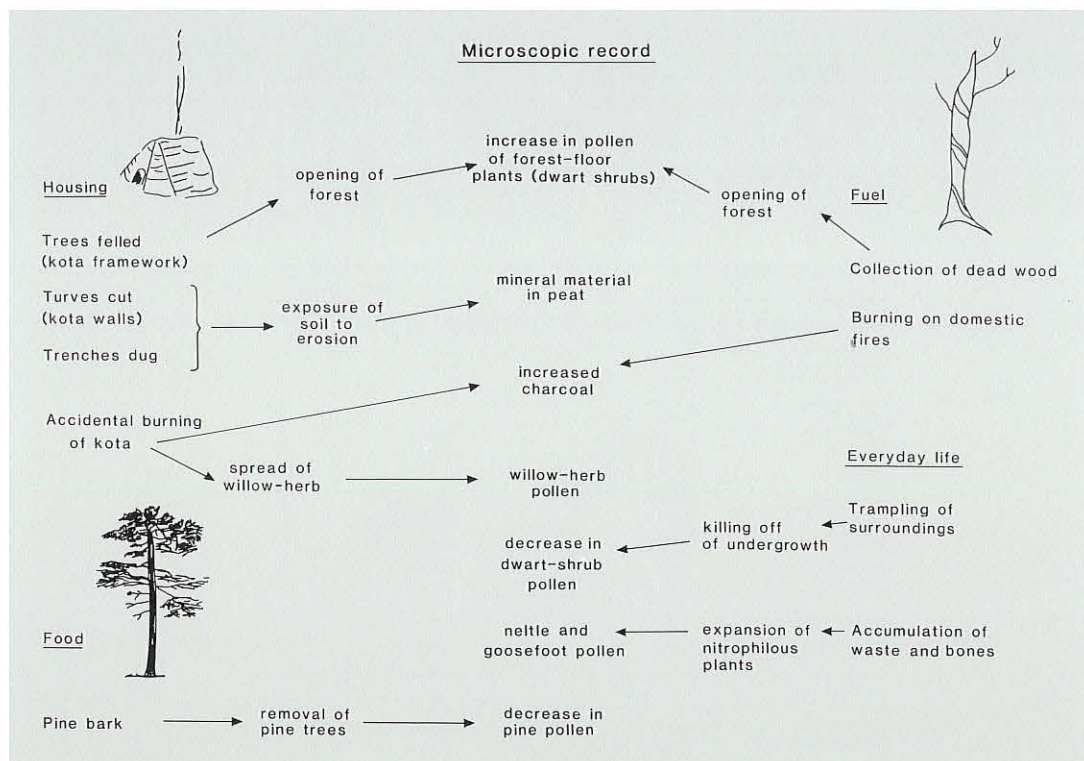 Microscopic record
Housing
opening of
forest
increase in pollen
of forest-floor
plants (dwart shrubs)
opening of
forest
Fuel
Trees felled
(kota framework)
Collection of dead wood
Turves cut
(kota walls)
Trenches dug
exposure of
soil to
erosion
mineral material
in peat
Burning on domestic
fires
increased
charcoal
Accidental burning
of kota
spread of
willow-herb
willow-herb
pollen
Everyday life
Trampling of
surroundings
killing off
of undergrowth
decrease in
dwart-shrub
pollen
Food
neltle and
goosefoot pollen
expansion of
nitrophilous
plants
Accumulation of
waste and bones
Pine bark
removal of
pine trees
decrease in
pine pollen